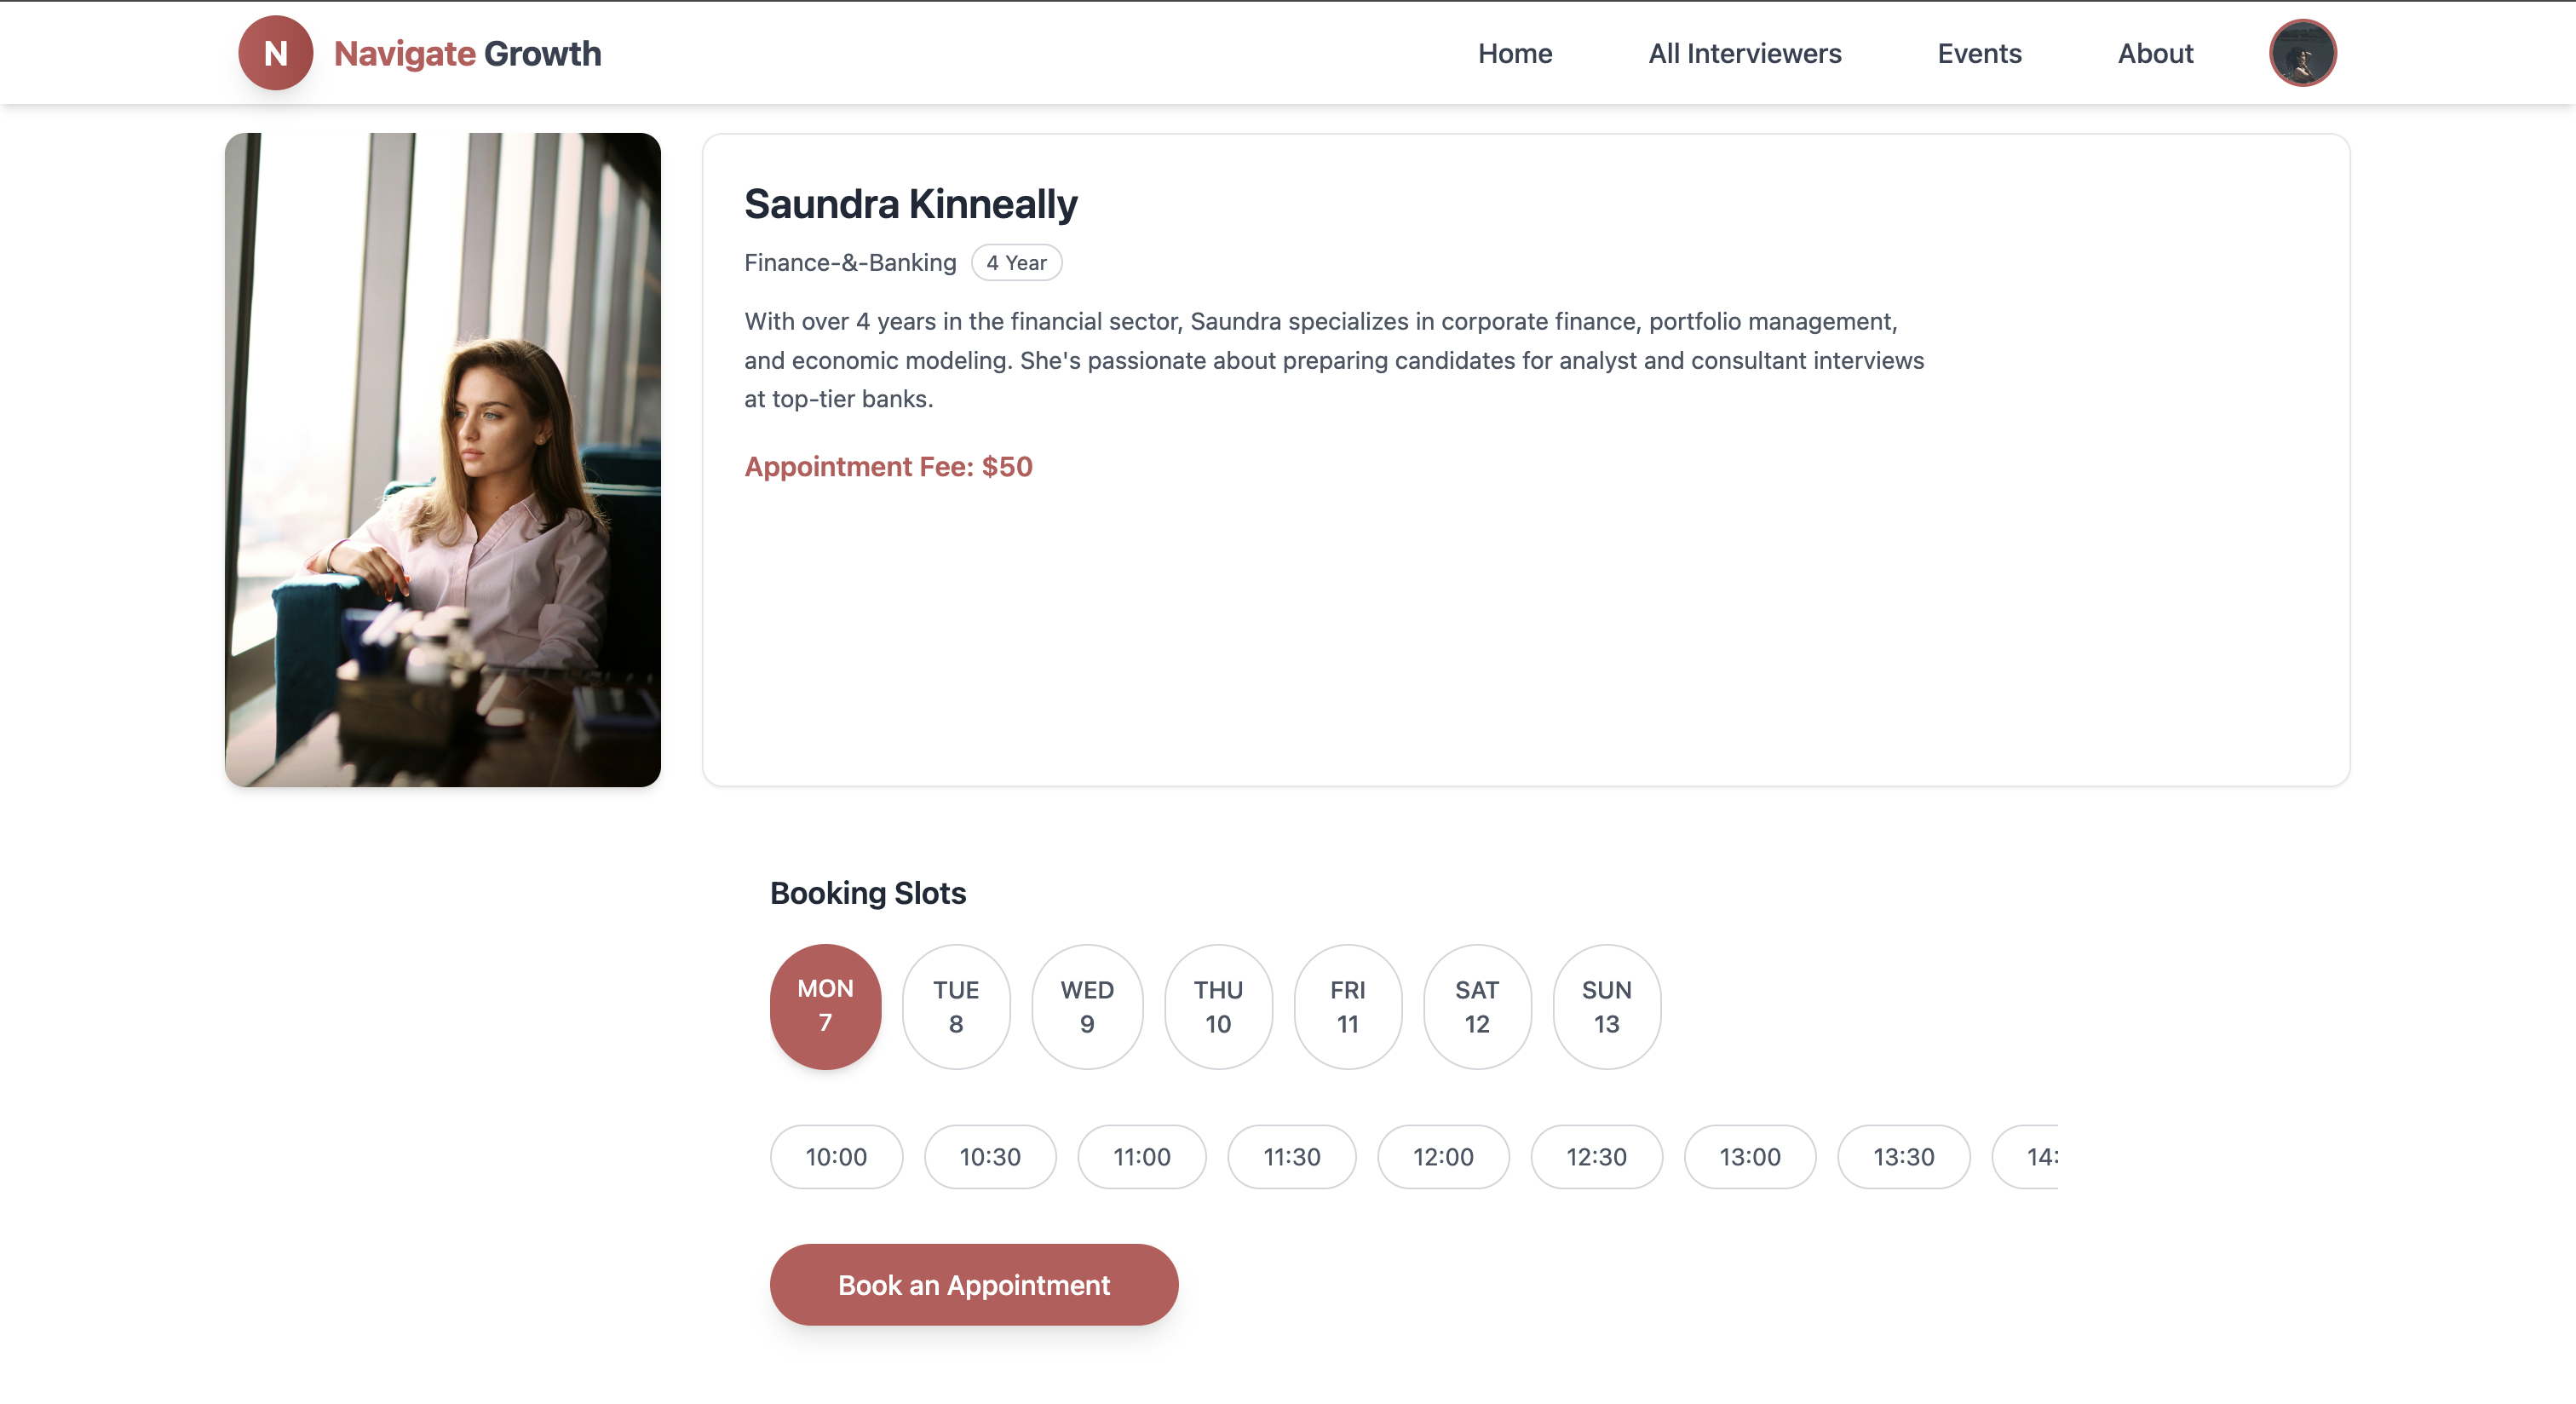 N
Navigate Growth
Home
All Interviewers
Events
About
Saundra Kinneally
Finance-&-Banking
4 Year
With over 4 years in the financial sector, Saundra specializes in corporate finance, portfolio management,
and economic modeling. She's passionate about preparing candidates for analyst and consultant interviews
at top-tier banks.
Appointment Fee: $50
Booking Slots
MON
7
TUE
8
WED
9
THU
10
FRI
11
SAT
12
SUN
13
10:00
10:30
11:00
11:30
12:00
12:30
13:00
13:30
14:
Book an Appointment